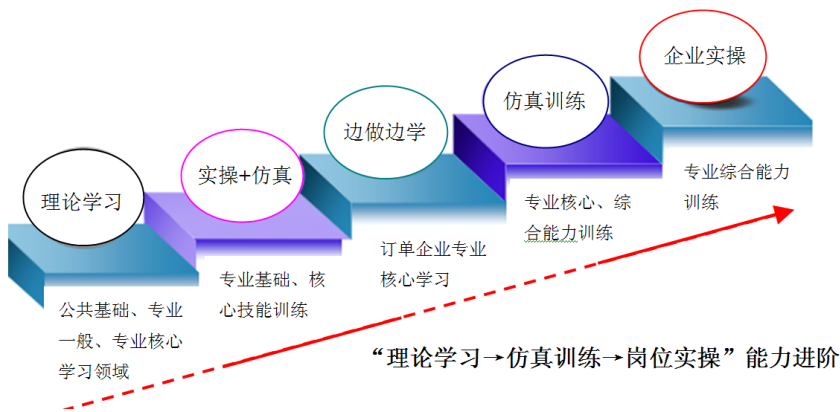 企业实操
仿真训练
边做边学
实操+仿真
理论学习
专业综合能力
训练
专业核心、综
合能力训练
订单企业专业
核心学习
专业基础、核
心技能训练
公共基础、专业
一般、专业核心
学习领域
“理论学习→仿真训练→岗位实操”能力进阶